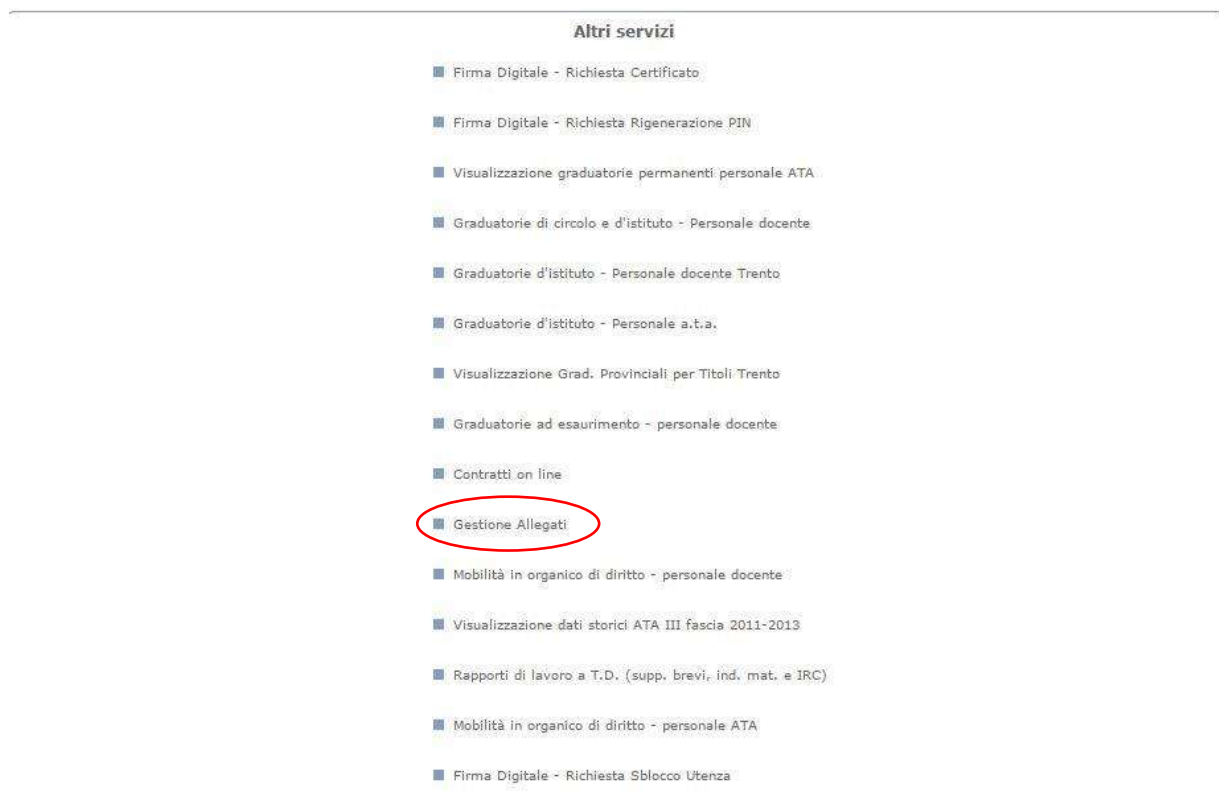 Altri servizi
Firma Digitale - Richiesta Certificato
Firma Digitale - Richiesta Rigenerazione PIN
Visualizzazione graduatorie permanenti personale ATA
Graduatorie di circolo e d'istituto - Personale docente
Graduatorie d'istituto - Personale docente Trento
Graduatorie d'istituto - Personale a.t.a.
Visualizzazione Grad. Provinciali per Titoli Trento
Graduatorie ad esaurimento - personale docente
Contratti on line
Gestione Allegati
Mobilità in organico di diritto - personale docente
Visualizzazione dati storici ATA III fascia 2011-2013
Rapporti di lavoro a T.D. (supp. brevi, ind. mat. e IRC)
Mobilità in organico di diritto - personale ATA
Firma Digitale - Richiesta Sblocco Utenza